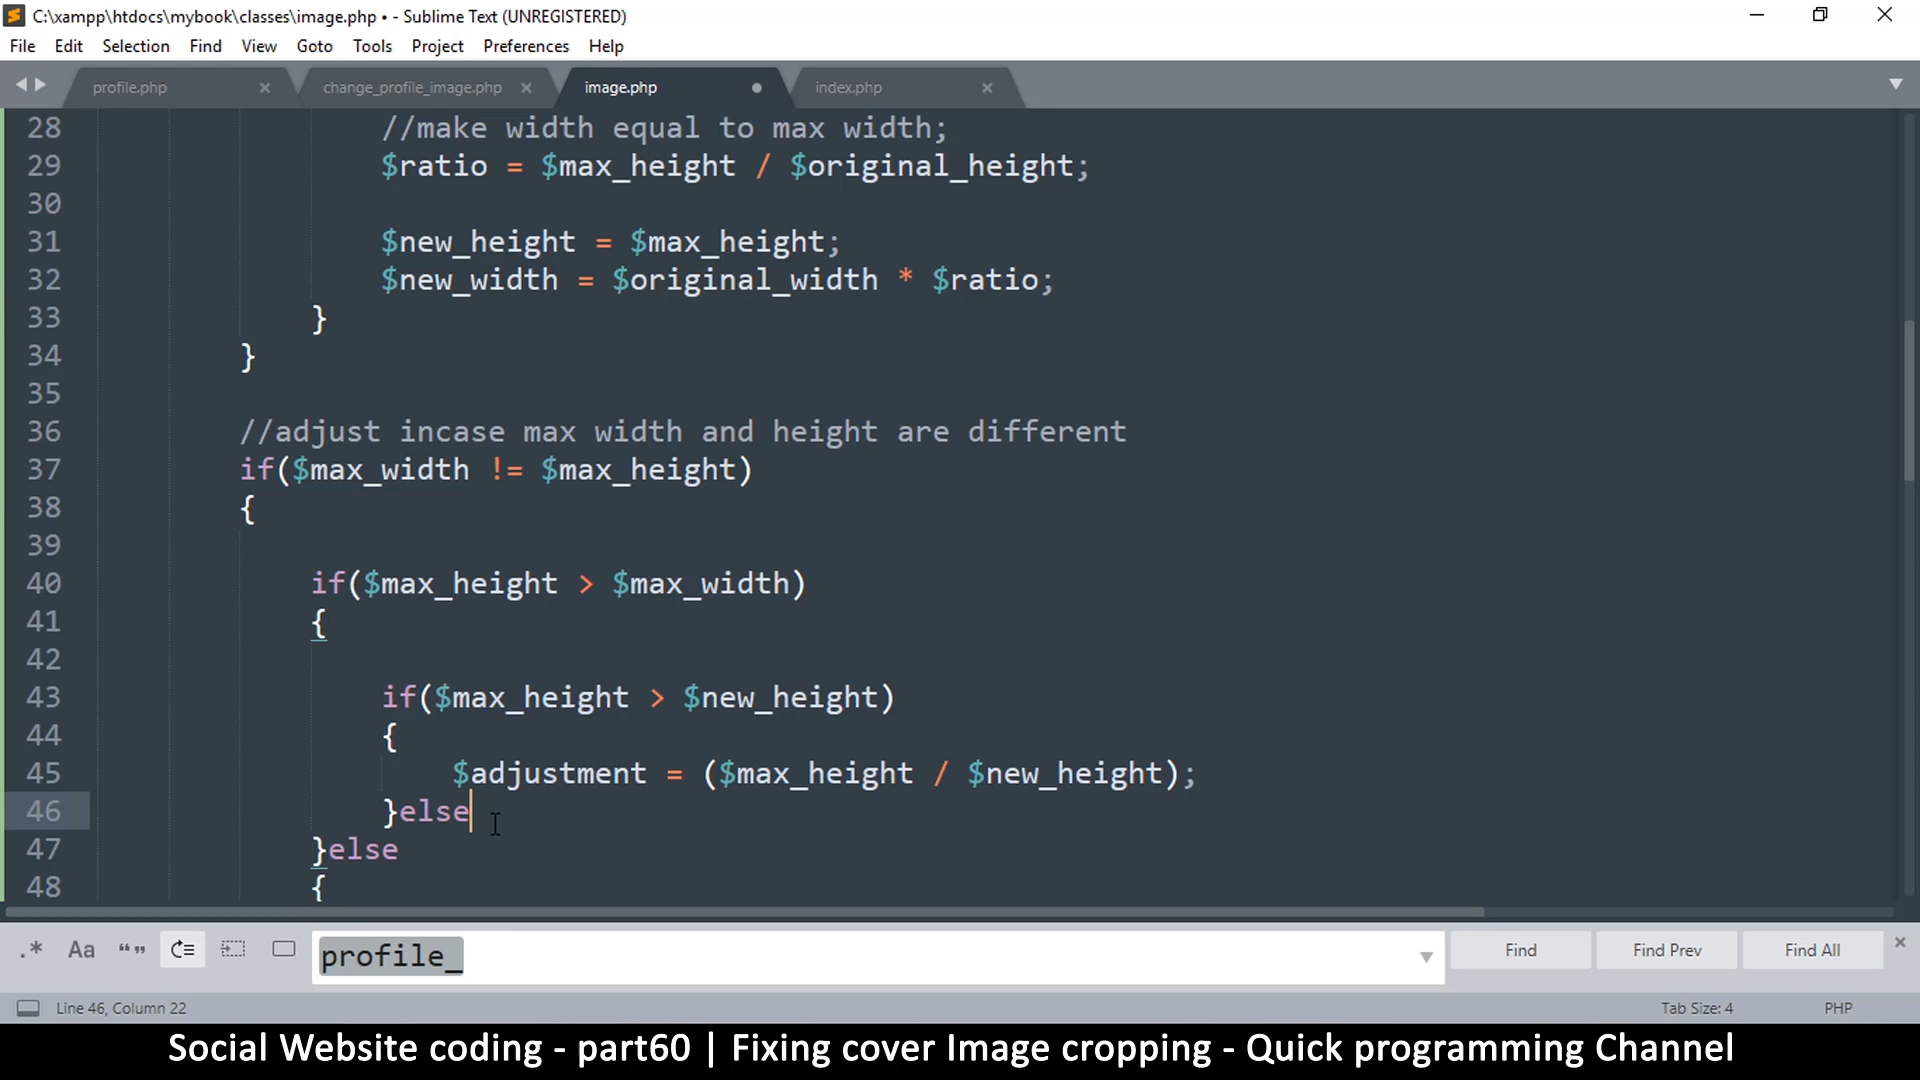 C:\xampp\htdocs\mybook\classes\image.php • - Sublime Text (UNREGISTERED)
File Edit Selection Find View Goto Tools Project Preferences Help
profile.php × change_profile_image.php × image.php index.php ×
28 //make width equal to max width;
29 $ratio = $max_height / $original_height;
30
31 $new_height = $max_height;
32 $new_width = $original_width * $ratio;
33 }
34 }
35
36 //adjust incase max width and height are different
37 if($max_width != $max_height)
38 {
39
40 if($max_height > $max_width)
41 {
42
43 if($max_height > $new_height)
44 {
45 $adjustment = ($max_height / $new_height);
46 }else
47 }else
48 {
.* Aa “” profile_ Find Find Prev Find All ×
Line 46, Column 22 Tab Size: 4 PHP
Social Website coding - part60 | Fixing cover Image cropping - Quick programming Channel